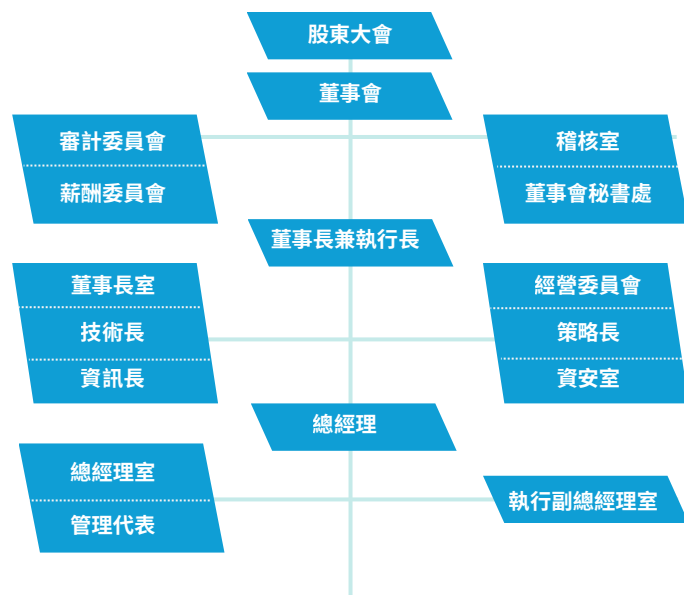 股東大會
董事會
審計委員會
薪酬委員會
稽核室
董事會秘書處
董事長兼執行長
董事長室
技術長
資訊長
經營委員會
策略長
資安室
總經理
總經理室
管理代表
執行副總經理室